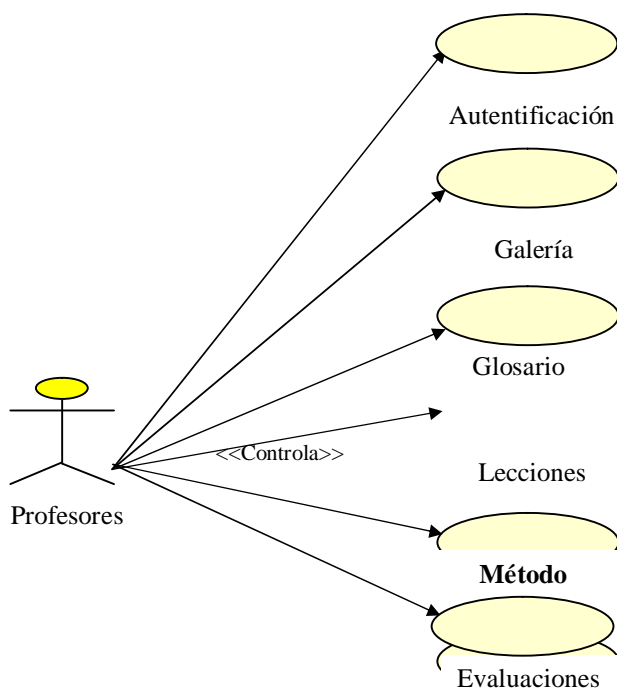 Autentificación
Galería
Glosario
<<Controla>>
Lecciones
Profesores
Método
Evaluaciones